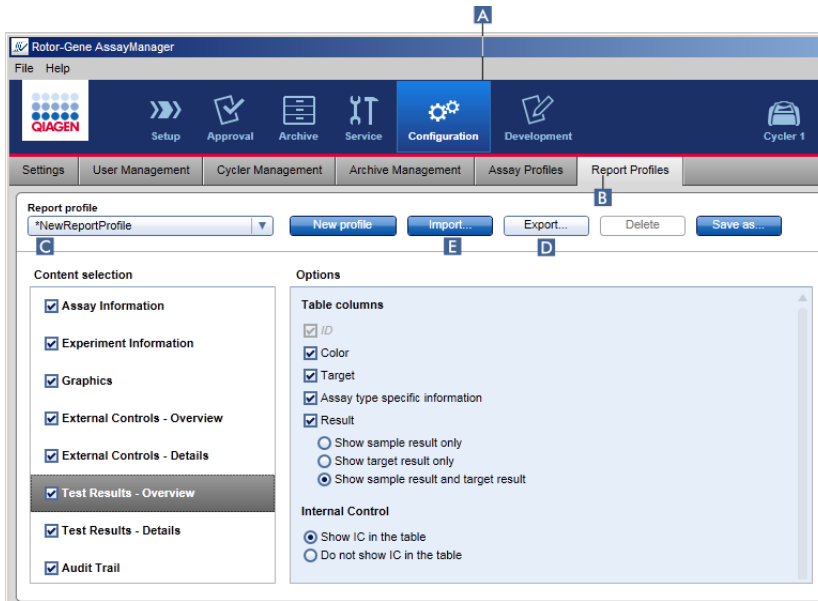 A
Rotor-Gene AssayManager
File Help
QIAGEN
Setup Approval Archive Service Configuration Development Cycler 1
Settings User Management Cycler Management Archive Management Assay Profiles Report Profiles
B
Report profile
*NewReportProfile New profile Import... Export... Delete Save as...
C E D
Content selection Options
Assay Information
Experiment Information
Graphics
External Controls - Overview
External Controls - Details
Test Results - Overview
Test Results - Details
Audit Trail
Table columns
ID
Color
Target
Assay type specific information
Result
Show sample result only
Show target result only
Show sample result and target result
Internal Control
Show IC in the table
Do not show IC in the table